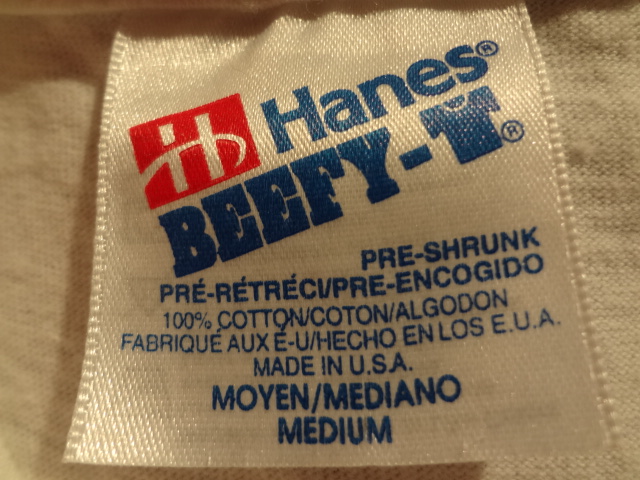 Hanes®
BEEFY-T®
PRE-SHRUNK
PRÉ-RÉTRÉCI/PRE-ENCOGIDO
100% COTTON/COTON/ALGODON
FABRIQUÉ AUX É-U/HECHO EN LOS E.U.A.
MADE IN U.S.A.
MOYEN/MEDIANO
MEDIUM